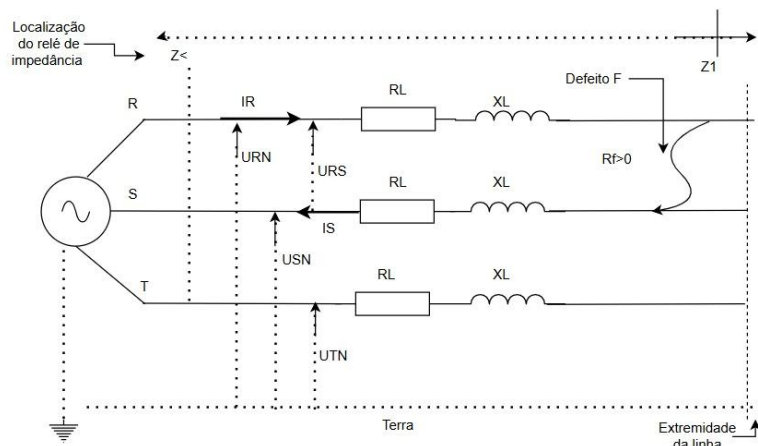 Localização
do relé de
impedância
Z<
Z1
Defeito F
R
IR
RL
XL
URN
URS
Rf>0
S
IS
RL
XL
USN
T
RL
XL
UTN
Terra
Extremidade
da linha